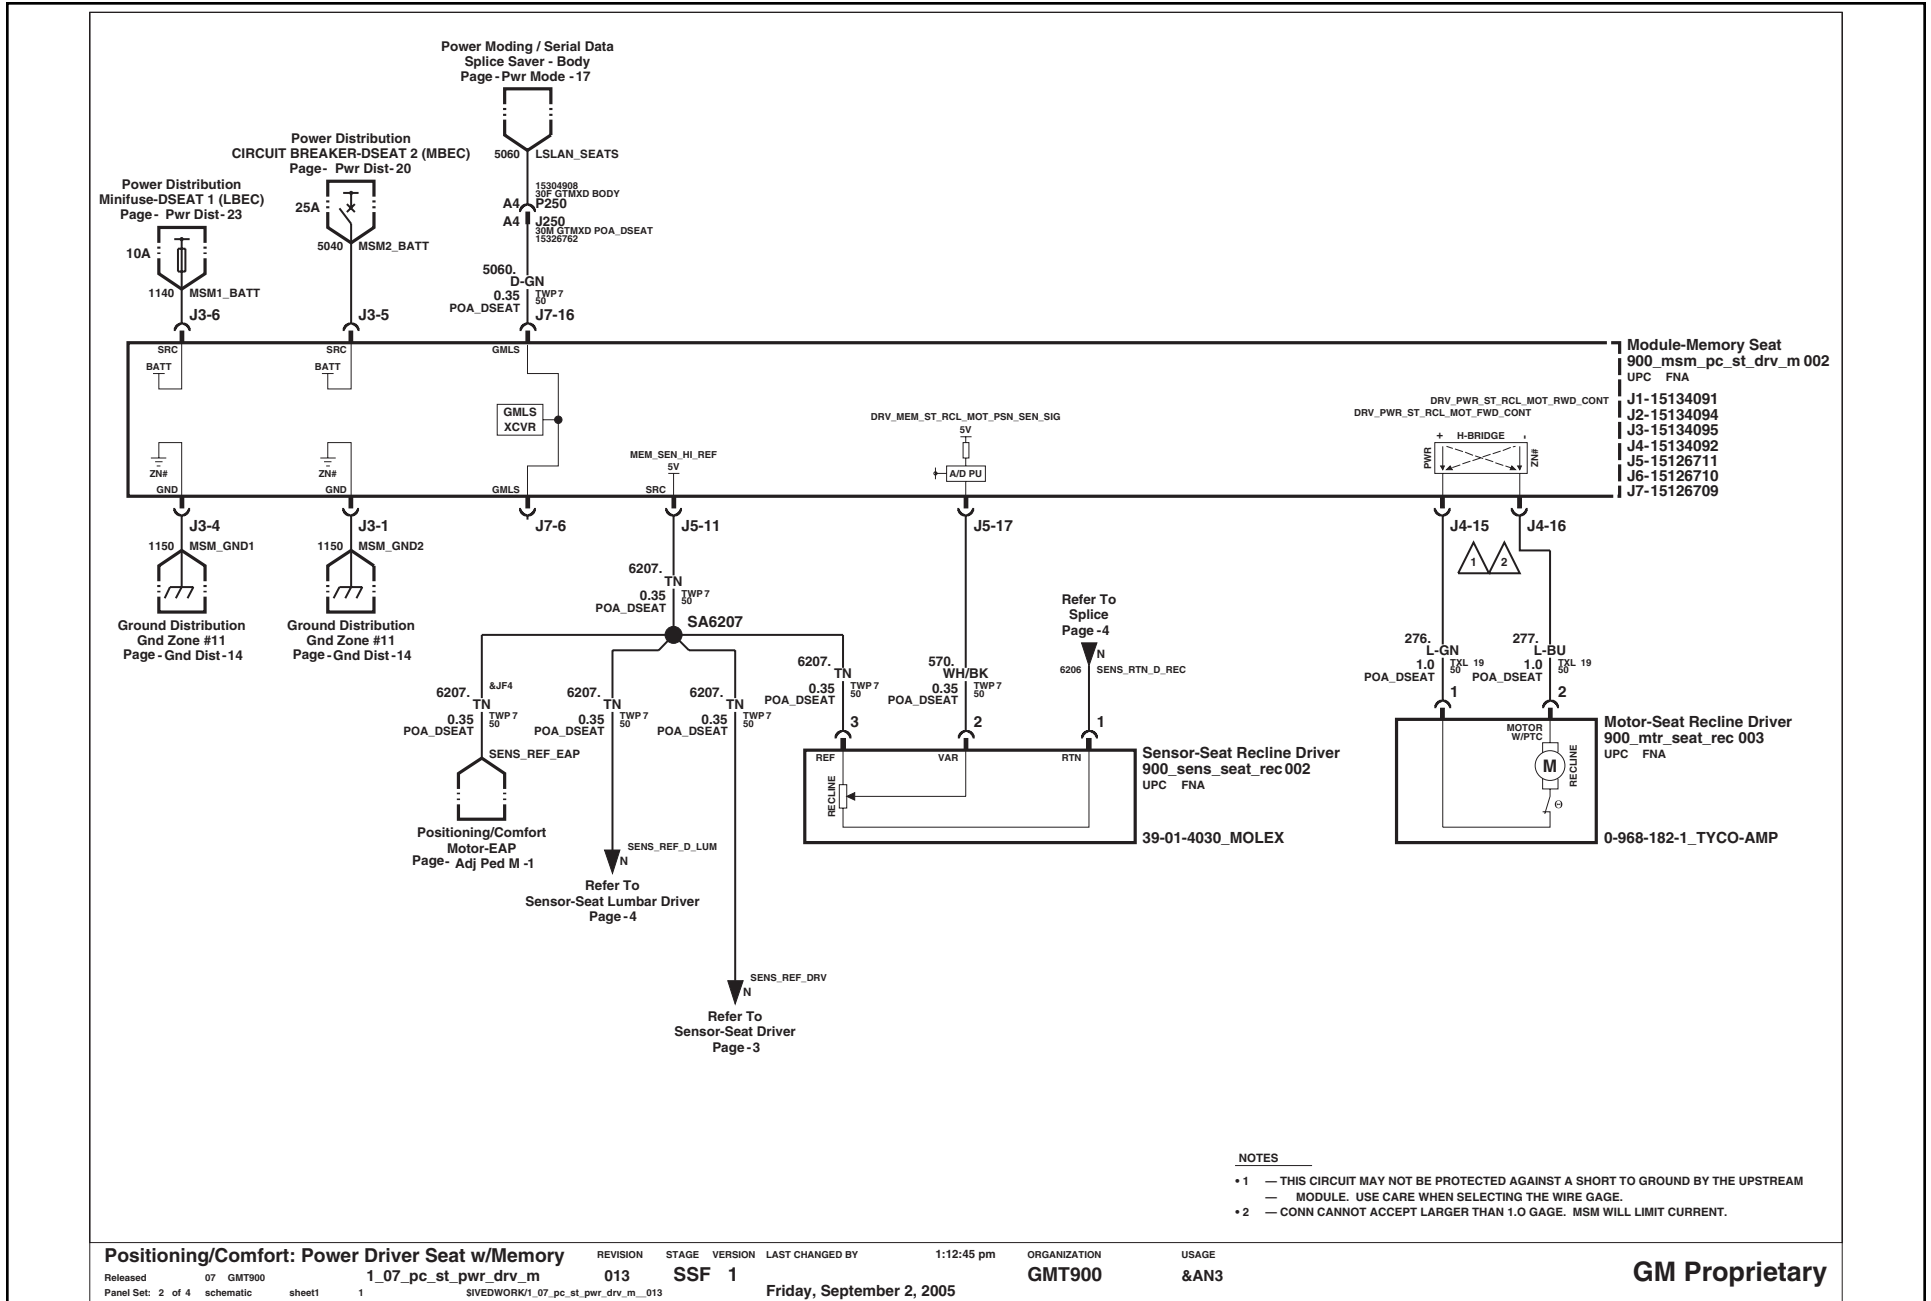 Power Moding / Serial Data
Splice Saver - Body
Page - Pwr Mode - 17
5060 LSLAN_SEATS
15304908
30F GTMXD BODY
A4 P250
A4 J250
30M GTMXD POA_DSEAT
15326762
5060.
D-GN
0.35 TWP 7
50
POA_DSEAT
J7-16
Power Distribution
CIRCUIT BREAKER-DSEAT 2 (MBEC)
Page- Pwr Dist-20
25A
5040 MSM2_BATT
J3-5
Power Distribution
Minifuse-DSEAT 1 (LBEC)
Page- Pwr Dist-23
10A
1140 MSM1_BATT
J3-6
SRC
BATT
SRC
BATT
GMLS
GMLS
XCVR
ZN#
GND
ZN#
GND
GMLS
MEM_SEN_HI_REF
5V
SRC
DRV_MEM_ST_RCL_MOT_PSN_SEN_SIG
5V
A/D PU
DRV_PWR_ST_RCL_MOT_RWD_CONT
DRV_PWR_ST_RCL_MOT_FWD_CONT
+ H-BRIDGE -
PWR
ZN#
Module-Memory Seat
900_msm_pc_st_drv_m 002
UPC FNA
J1-15134091
J2-15134094
J3-15134095
J4-15134092
J5-15126711
J6-15126710
J7-15126709
J3-4
1150 MSM_GND1
Ground Distribution
Gnd Zone #11
Page - Gnd Dist-14
J3-1
1150 MSM_GND2
Ground Distribution
Gnd Zone #11
Page - Gnd Dist-14
J7-6
J5-11
6207.
TN
0.35 TWP 7
50
POA_DSEAT
SA6207
J5-17
J4-15
J4-16
1
2
6207. &JF4
TN
0.35 TWP 7
50
POA_DSEAT
SENS_REF_EAP
Positioning/Comfort
Motor-EAP
Page- Adj Ped M -1
6207.
TN
0.35 TWP 7
50
POA_DSEAT
SENS_REF_D_LUM
N
Refer To
Sensor-Seat Lumbar Driver
Page-4
6207.
TN
0.35 TWP 7
50
POA_DSEAT
SENS_REF_DRV
N
Refer To
Sensor-Seat Driver
Page-3
6207.
TN
0.35 TWP 7
50
POA_DSEAT
3
570.
WH/BK
0.35 TWP 7
50
POA_DSEAT
2
Refer To
Splice
Page-4
N
6206 SENS_RTN_D_REC
1
REF
VAR
RTN
RECLINE
Sensor-Seat Recline Driver
900_sens_seat_rec 002
UPC FNA
39-01-4030_MOLEX
276.
L-GN
1.0 TXL 19
50
POA_DSEAT
1
277.
L-BU
1.0 TXL 19
50
POA_DSEAT
2
MOTOR
W/PTC
M
RECLINE
Θ
Motor-Seat Recline Driver
900_mtr_seat_rec 003
UPC FNA
0-968-182-1_TYCO-AMP
NOTES
• 1 — THIS CIRCUIT MAY NOT BE PROTECTED AGAINST A SHORT TO GROUND BY THE UPSTREAM
— MODULE. USE CARE WHEN SELECTING THE WIRE GAGE.
• 2 — CONN CANNOT ACCEPT LARGER THAN 1.O GAGE. MSM WILL LIMIT CURRENT.
Positioning/Comfort: Power Driver Seat w/Memory REVISION STAGE VERSION LAST CHANGED BY 1:12:45 pm ORGANIZATION USAGE
Released 07 GMT900 1_07_pc_st_pwr_drv_m 013 SSF 1 GMT900 &AN3
Panel Set: 2 of 4 schematic sheet1 1 $IVEDWORK/1_07_pc_st_pwr_drv_m__013 Friday, September 2, 2005
GM Proprietary